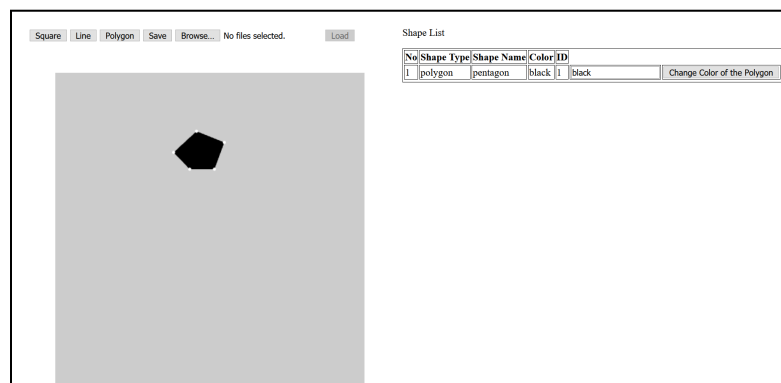 Square Line Polygon Save Browse... No files selected. Load
Shape List
No Shape Type Shape Name Color ID
1 polygon pentagon black 1 black Change Color of the Polygon